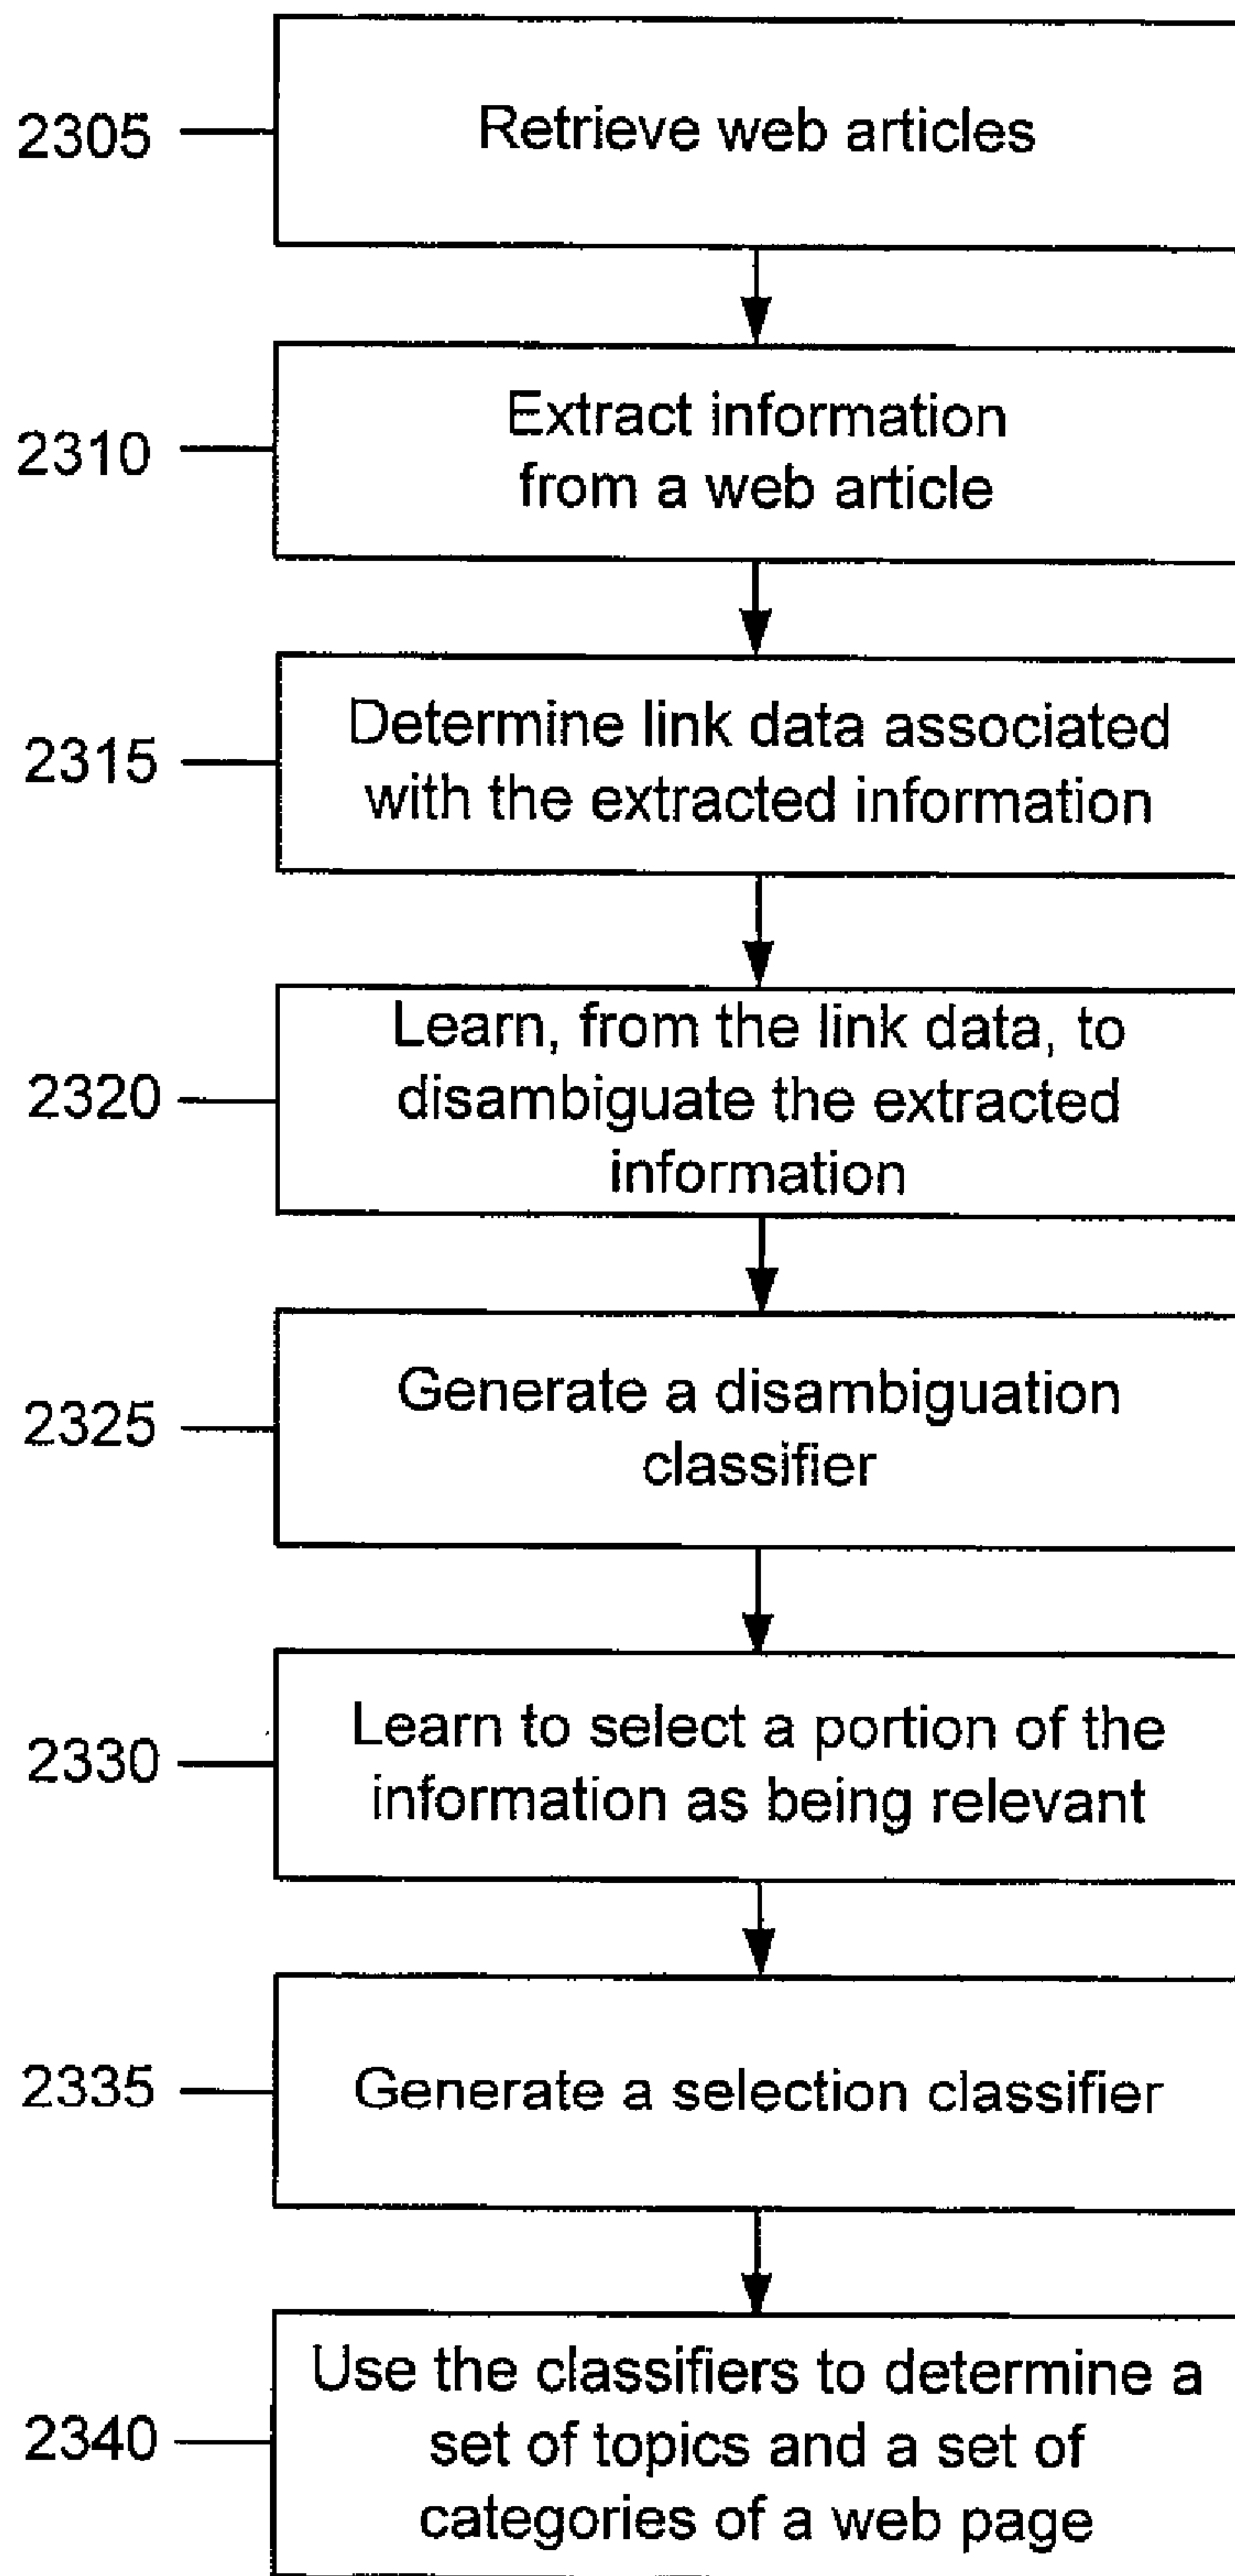 2305
Retrieve web articles
2310
Extract information
from a web article
2315
Determine link data associated
with the extracted information
2320
Learn, from the link data, to
disambiguate the extracted
information
2325
Generate a disambiguation
classifier
2330
Learn to select a portion of the
information as being relevant
2335
Generate a selection classifier
2340
Use the classifiers to determine a
set of topics and a set of
categories of a web page